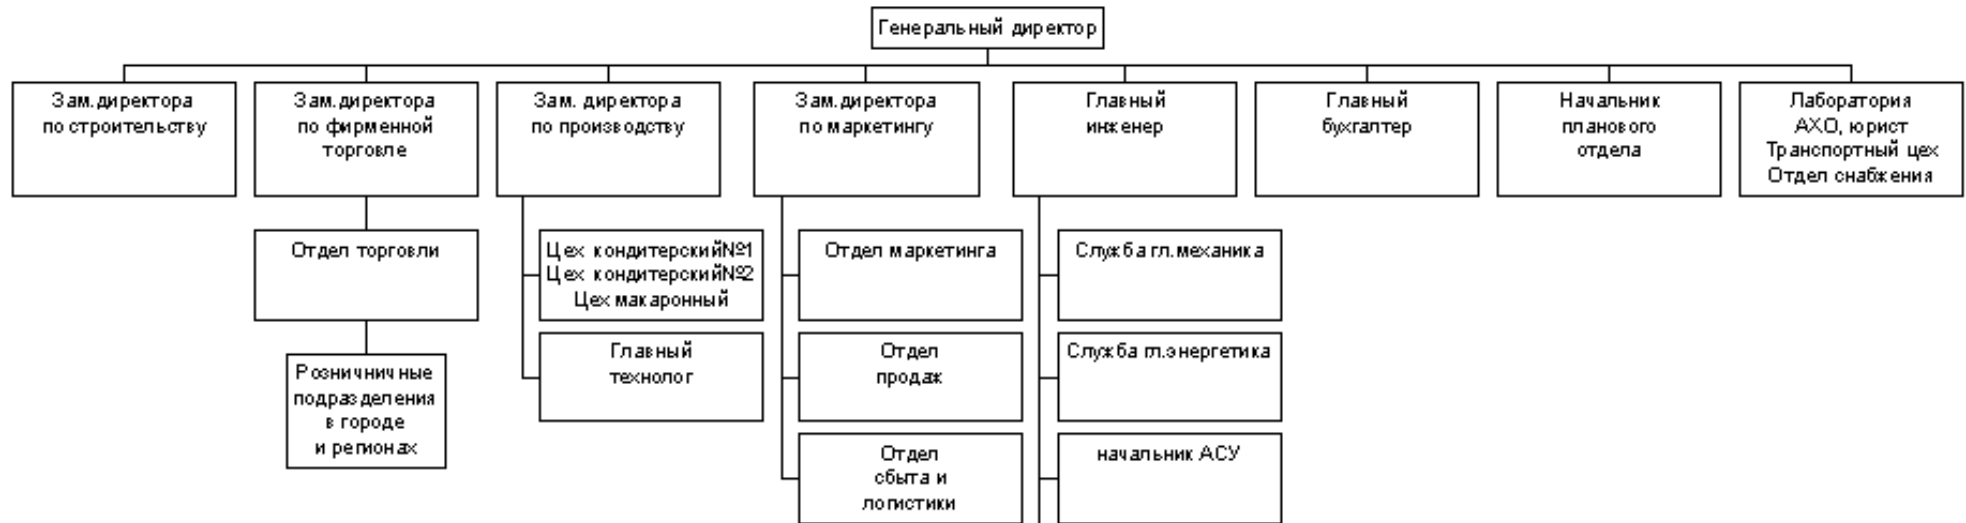 Генеральный директор
Зам.директора
по строительству
Зам.директора
по фирменной
торговле
Зам. директора
по производству
Зам.директора
по маркетингу
Главный
инженер
Главный
бухгалтер
Начальник
планового
отдела
Лаборатория
АХО, юрист
Транспортный цех
Отдел снабжения
Отдел торговли
Цех кондитерский№1
Цех кондитерский№2
Цех макаронный
Отдел маркетинга
Служба гл.механика
Розничничные
подразделения
в городе
и регионах
Главный
технолог
Отдел
продаж
Служба гл.энергетика
Отдел
сбыта и
логистики
начальник АСУ